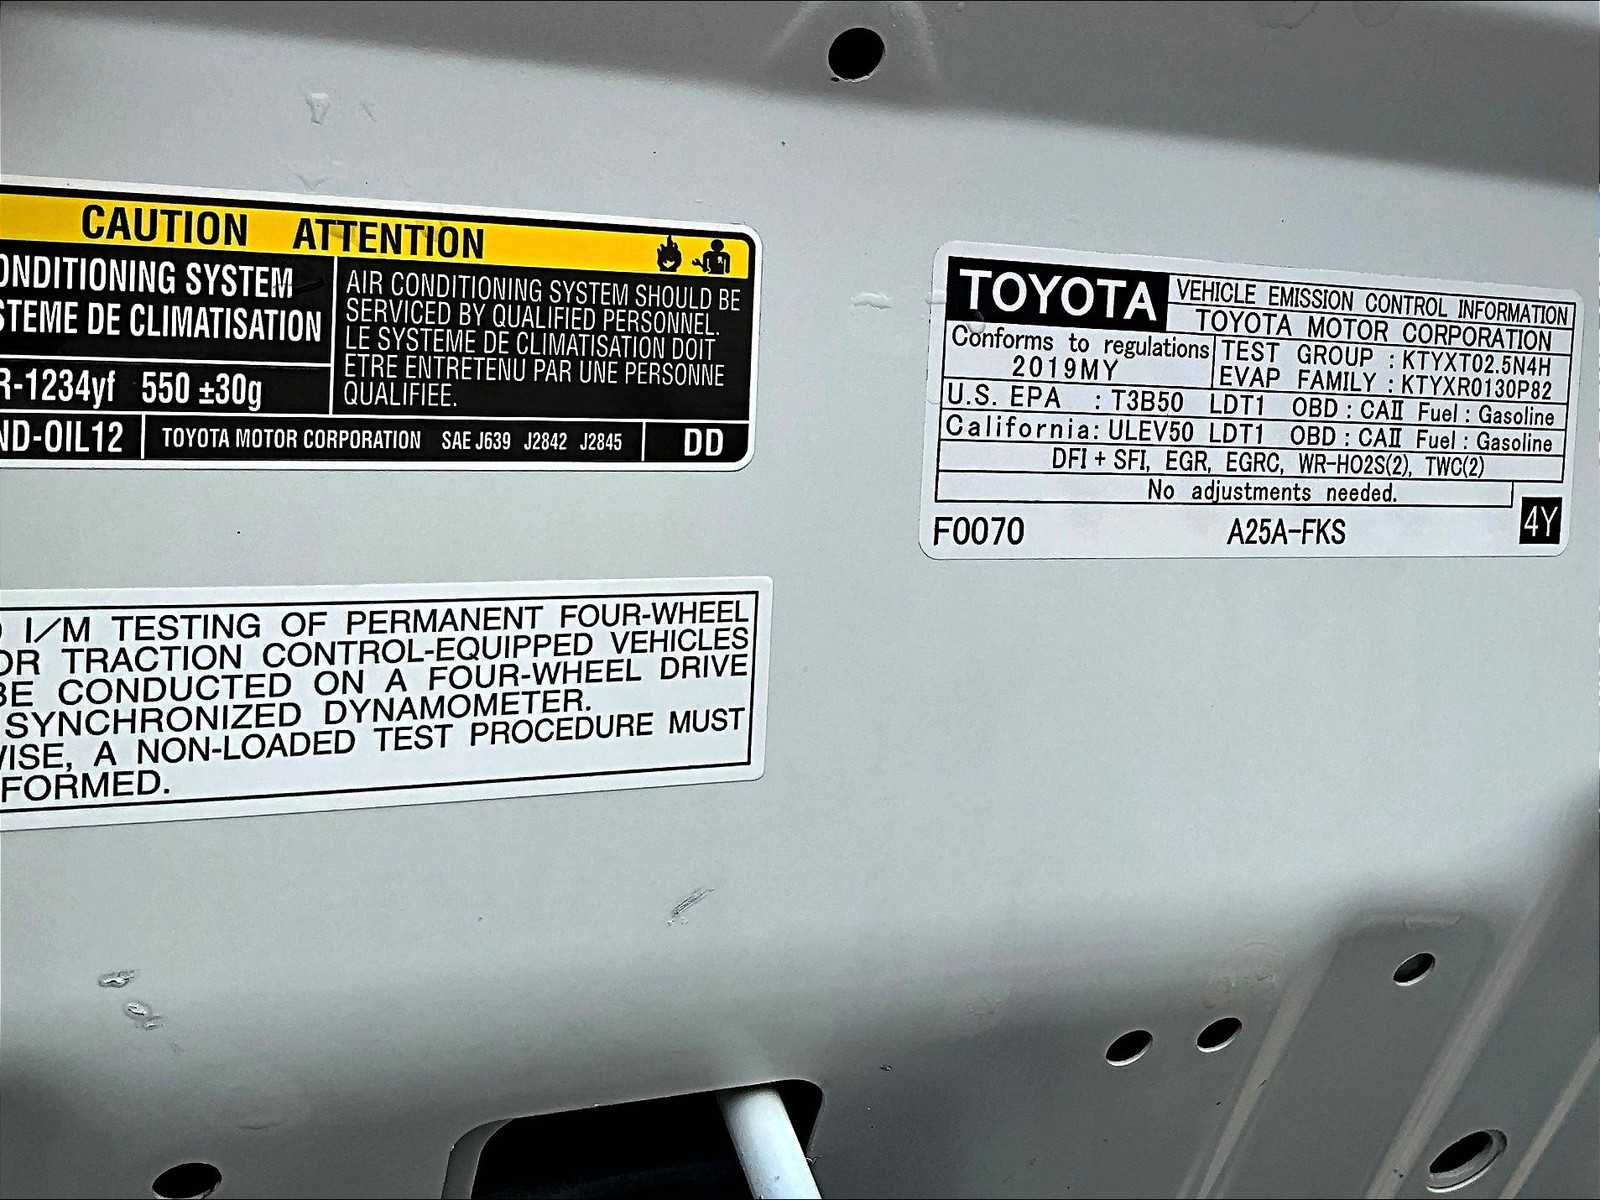 CAUTION ATTENTION
ONDITIONING SYSTEM
STEME DE CLIMATISATION
R-1234yf 550 ±30g
AIR CONDITIONING SYSTEM SHOULD BE
SERVICED BY QUALIFIED PERSONNEL.
LE SYSTEME DE CLIMATISATION DOIT
ETRE ENTRETENU PAR UNE PERSONNE
QUALIFIEE.
ND-OIL12
TOYOTA MOTOR CORPORATION SAE J639 J2842 J2845
DD
TOYOTA
VEHICLE EMISSION CONTROL INFORMATION
TOYOTA MOTOR CORPORATION
Conforms to regulations
2019MY
TEST GROUP : KTYXT02.5N4H
EVAP FAMILY : KTYXR0130P82
U.S. EPA : T3B50 LDT1 OBD : CAⅡ Fuel : Gasoline
California: ULEV50 LDT1 OBD : CAⅡ Fuel : Gasoline
DFI + SFI, EGR, EGRC, WR-HO2S(2), TWC(2)
No adjustments needed.
F0070 A25A-FKS 4Y
I/M TESTING OF PERMANENT FOUR-WHEEL
OR TRACTION CONTROL-EQUIPPED VEHICLES
BE CONDUCTED ON A FOUR-WHEEL DRIVE
SYNCHRONIZED DYNAMOMETER.
WISE, A NON-LOADED TEST PROCEDURE MUST
FORMED.